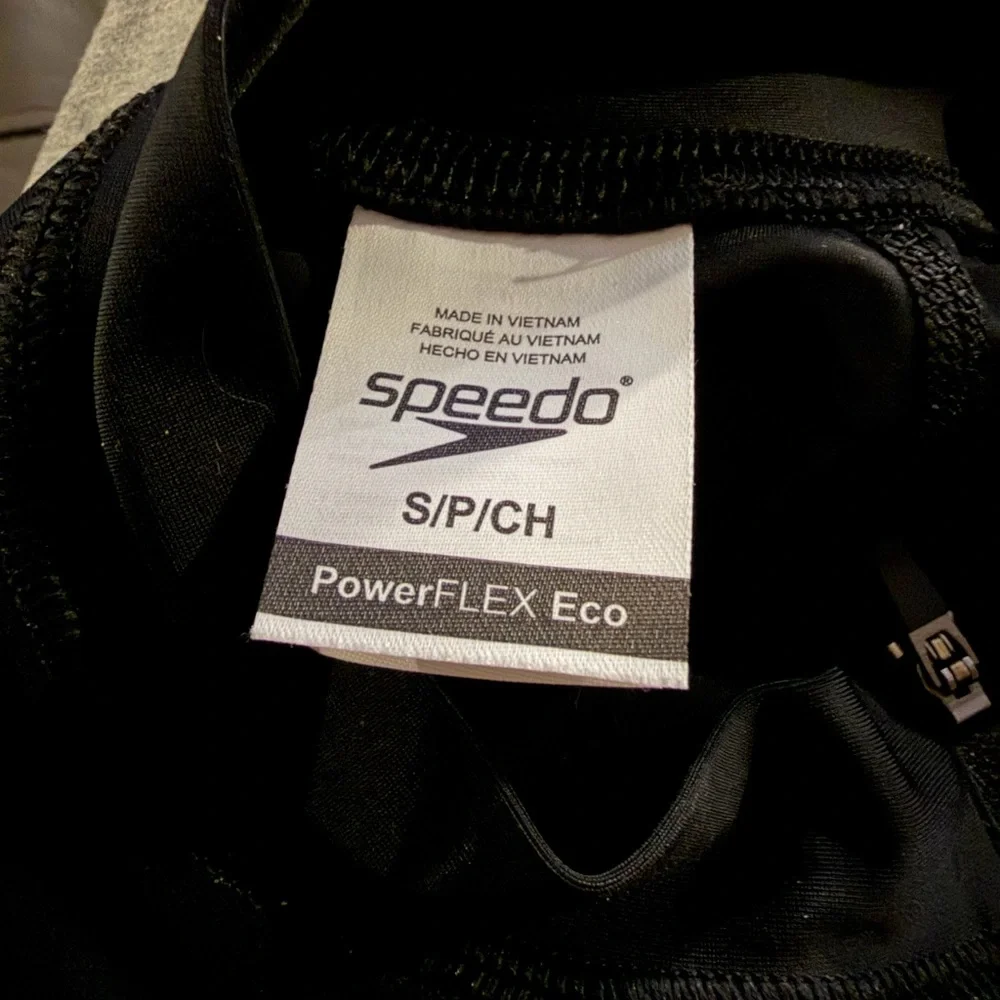 MADE IN VIETNAM
FABRIQUÉ AU VIETNAM
HECHO EN VIETNAM
speedo®
S/P/CH
PowerFLEX Eco